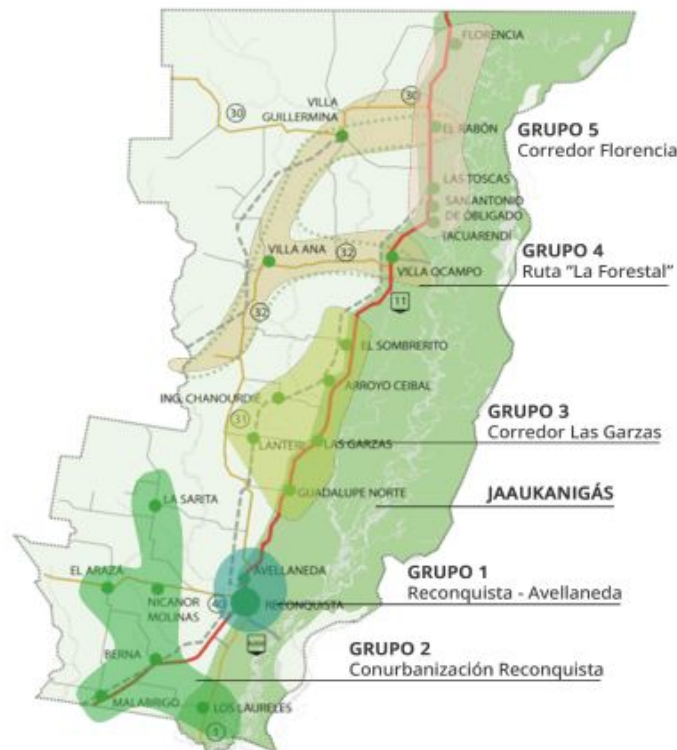 FLORENCIA
30
VILLA
GUILLERMINA
30
EL RABÓN
GRUPO 5
Corredor Florencia
LAS TOSCAS
SAN ANTONIO
DE OBLIGADO
TACUARENDÍ
VILLA ANA
32
VILLA OCAMPO
GRUPO 4
Ruta "La Forestal"
32
11
EL SOMBRERITO
ARROYO CEIBAL
ING. CHANOURDIE
31
LANTERI
LAS GARZAS
GRUPO 3
Corredor Las Garzas
GUADALUPE NORTE
JAAUKANIGÁS
LA SARITA
EL ARAZA
AVELLANEDA
GRUPO 1
Reconquista - Avellaneda
NICANOR
MOLINAS
40
RECONQUISTA
BERNA
GRUPO 2
Conurbanización Reconquista
MALABRIGO
LOS LAURELES